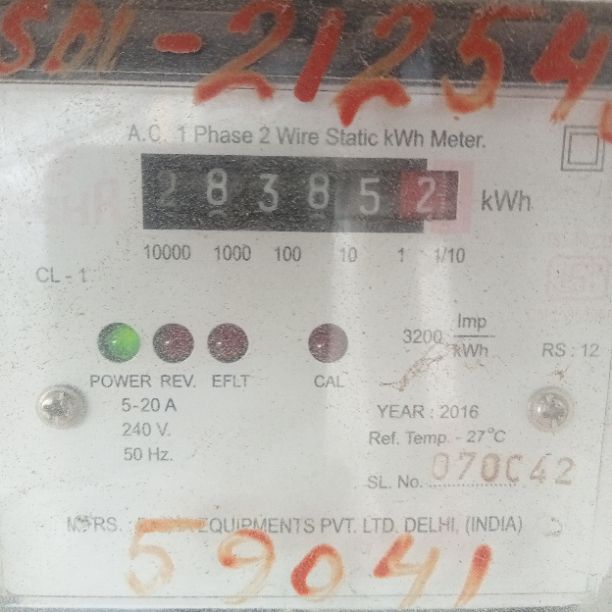 SDI-21254
A.C. 1 Phase 2 Wire Static kWh Meter.
283852 kWh
10000 1000 100 10 1 1/10
CL - 1
3200 Imp/kWh
RS : 12
POWER REV. EFLT CAL
5-20 A
240 V.
50 Hz.
YEAR : 2016
Ref. Temp. - 27°C
SL. No. 070C42
MFRS. : EQUIPMENTS PVT. LTD. DELHI, (INDIA)
59041